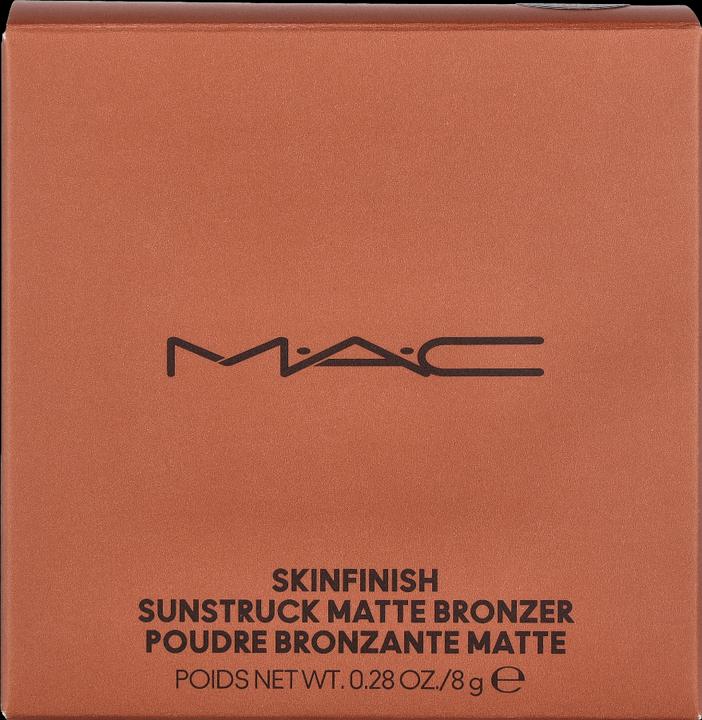 M·A·C
SKINFINISH
SUNSTRUCK MATTE BRONZER
POUDRE BRONZANTE MATTE
POIDS NET WT. 0.28 OZ./8 g ℮